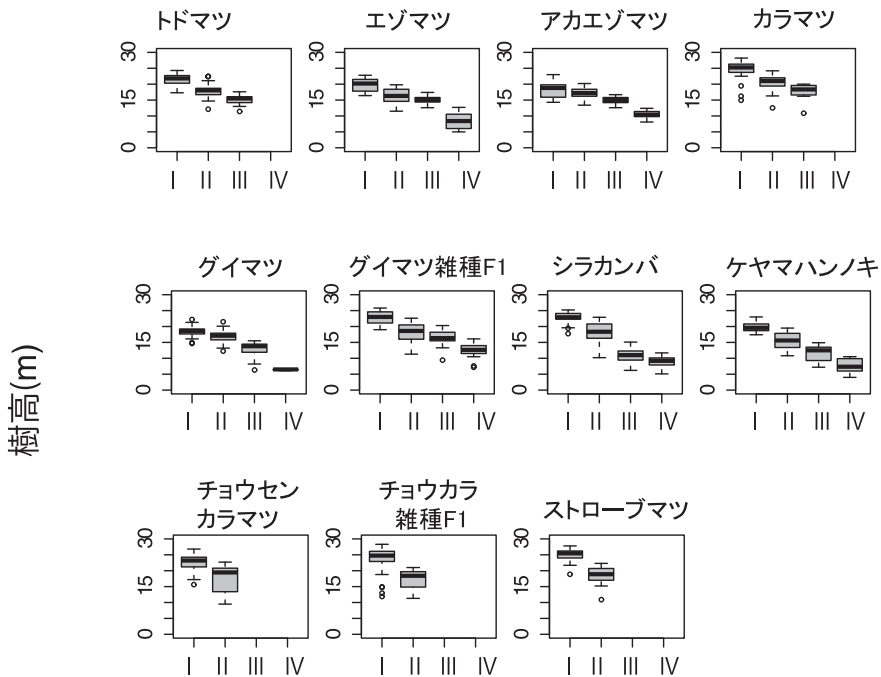 トドマツ
エゾマツ
アカエゾマツ
カラマツ
0 15 30
0 15 30
0 15 30
0 15 30
I II III IV
I II III IV
I II III IV
I II III IV
樹高(m)
グイマツ
グイマツ雑種F1
シラカンバ
ケヤマハンノキ
0 15 30
0 15 30
0 15 30
0 15 30
I II III IV
I II III IV
I II III IV
I II III IV
チョウセン
カラマツ
チョウカラ
雑種F1
ストローブマツ
0 15 30
0 15 30
0 15 30
I II III IV
I II III IV
I II III IV